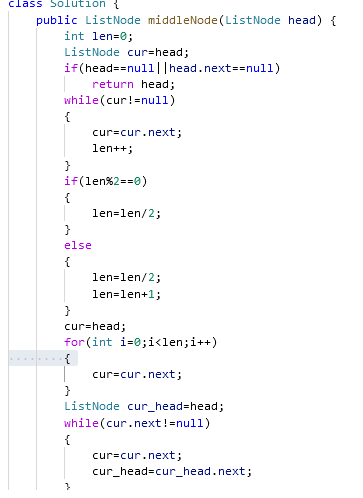 class Solution {
public ListNode middleNode(ListNode head) {
int len=0;
ListNode cur=head;
if(head==null||head.next==null)
return head;
while(cur!=null)
{
cur=cur.next;
len++;
}
if(len%2==0)
{
len=len/2;
}
else
{
len=len/2;
len=len+1;
}
cur=head;
for(int i=0;i<len;i++)
{
cur=cur.next;
}
ListNode cur_head=head;
while(cur.next!=null)
{
cur=cur.next;
cur_head=cur_head.next;
}